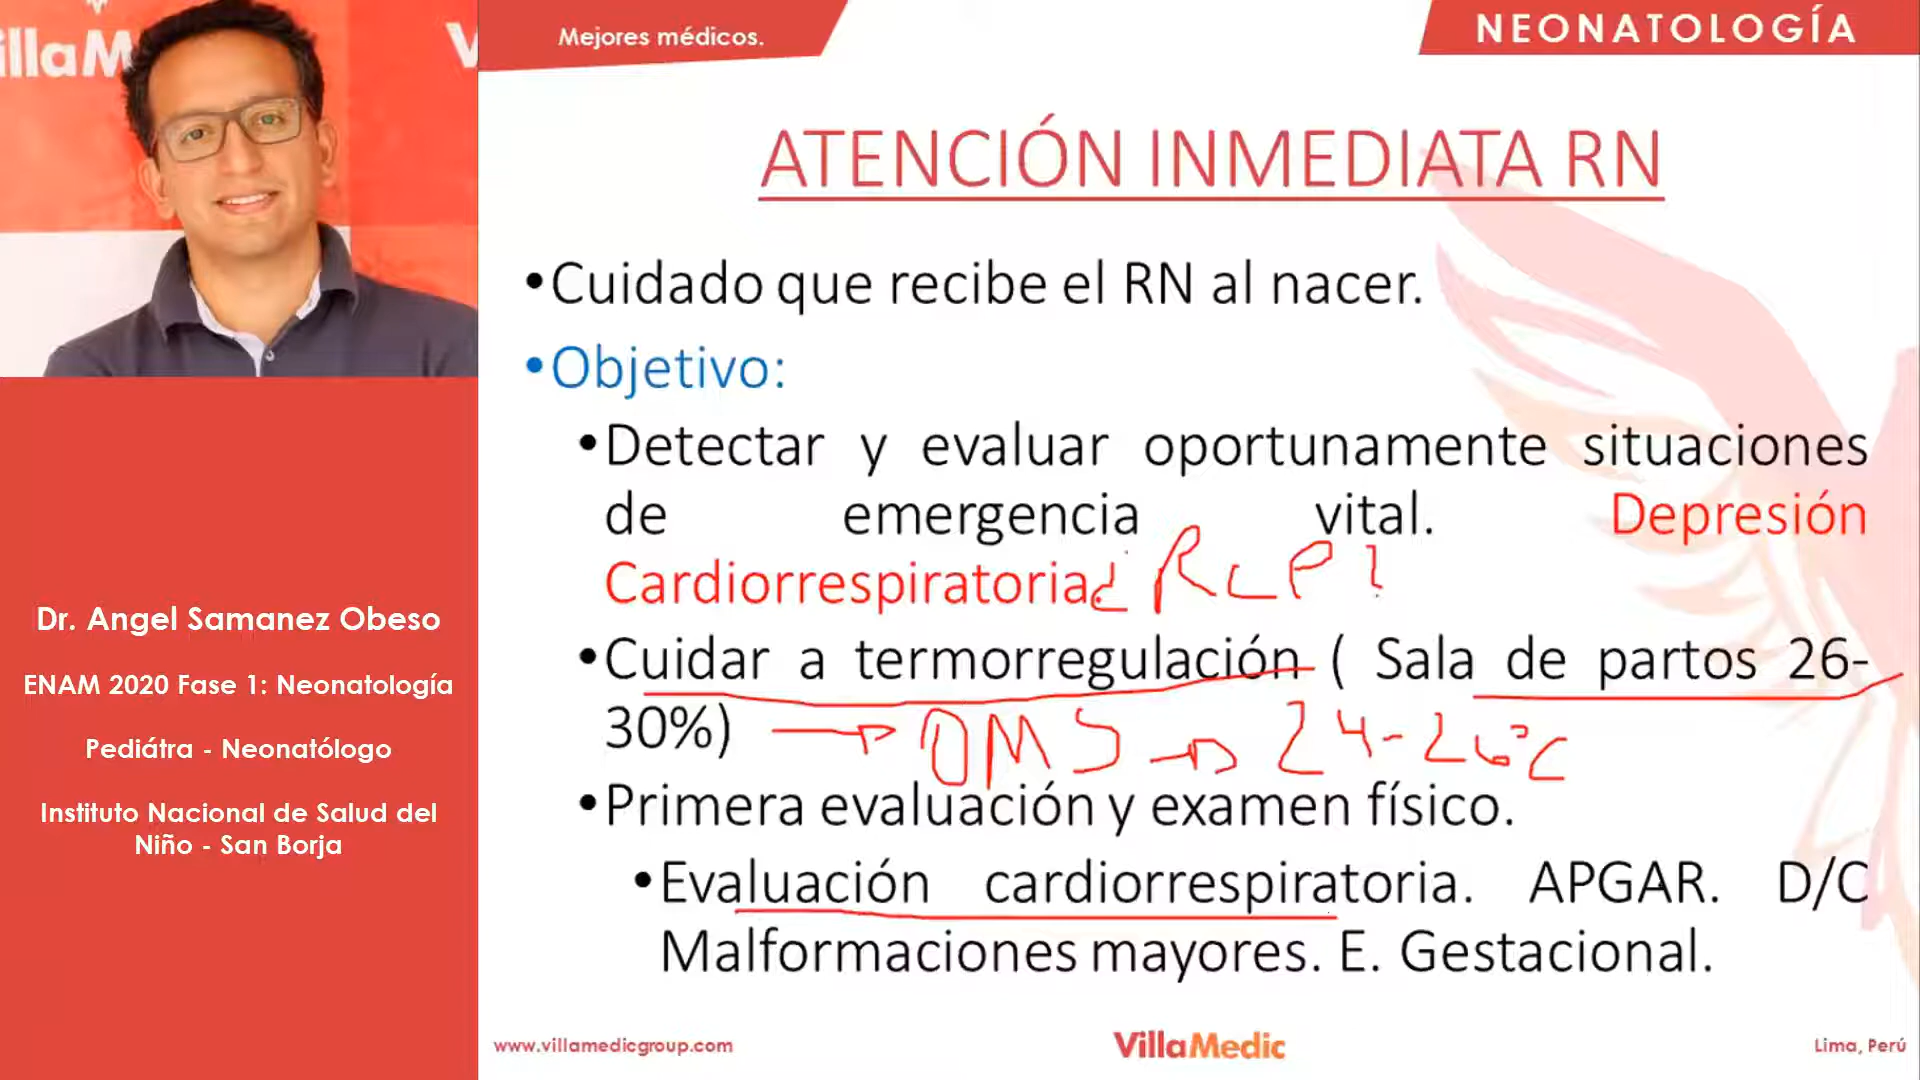 illaM
V
V
Mejores médicos.
NEONATOLOGÍA
ATENCIÓN INMEDIATA RN
•Cuidado que recibe el RN al nacer.
•Objetivo:
•Detectar y evaluar oportunamente situaciones
de emergencia vital. Depresión
Cardiorrespiratoria. ¿ RCP?
•Cuidar a termorregulación ( Sala de partos 26-
30%) → OMS → 24-26°C
•Primera evaluación y examen físico.
•Evaluación cardiorrespiratoria. APGAR. D/C
Malformaciones mayores. E. Gestacional.
Dr. Angel Samanez Obeso
ENAM 2020 Fase 1: Neonatología
Pediátra - Neonatólogo
Instituto Nacional de Salud del
Niño - San Borja
www.villamedicgroup.com
VillaMedic
Lima, Perú